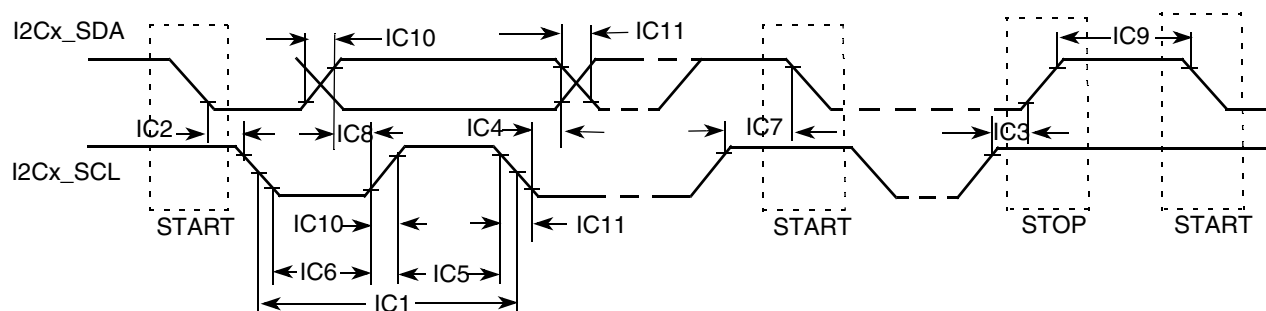 I2Cx_SDA
IC10
IC11
IC9
IC2
IC8
IC4
IC7
IC3
I2Cx_SCL
START
IC10
IC11
START
STOP
START
IC6
IC5
IC1